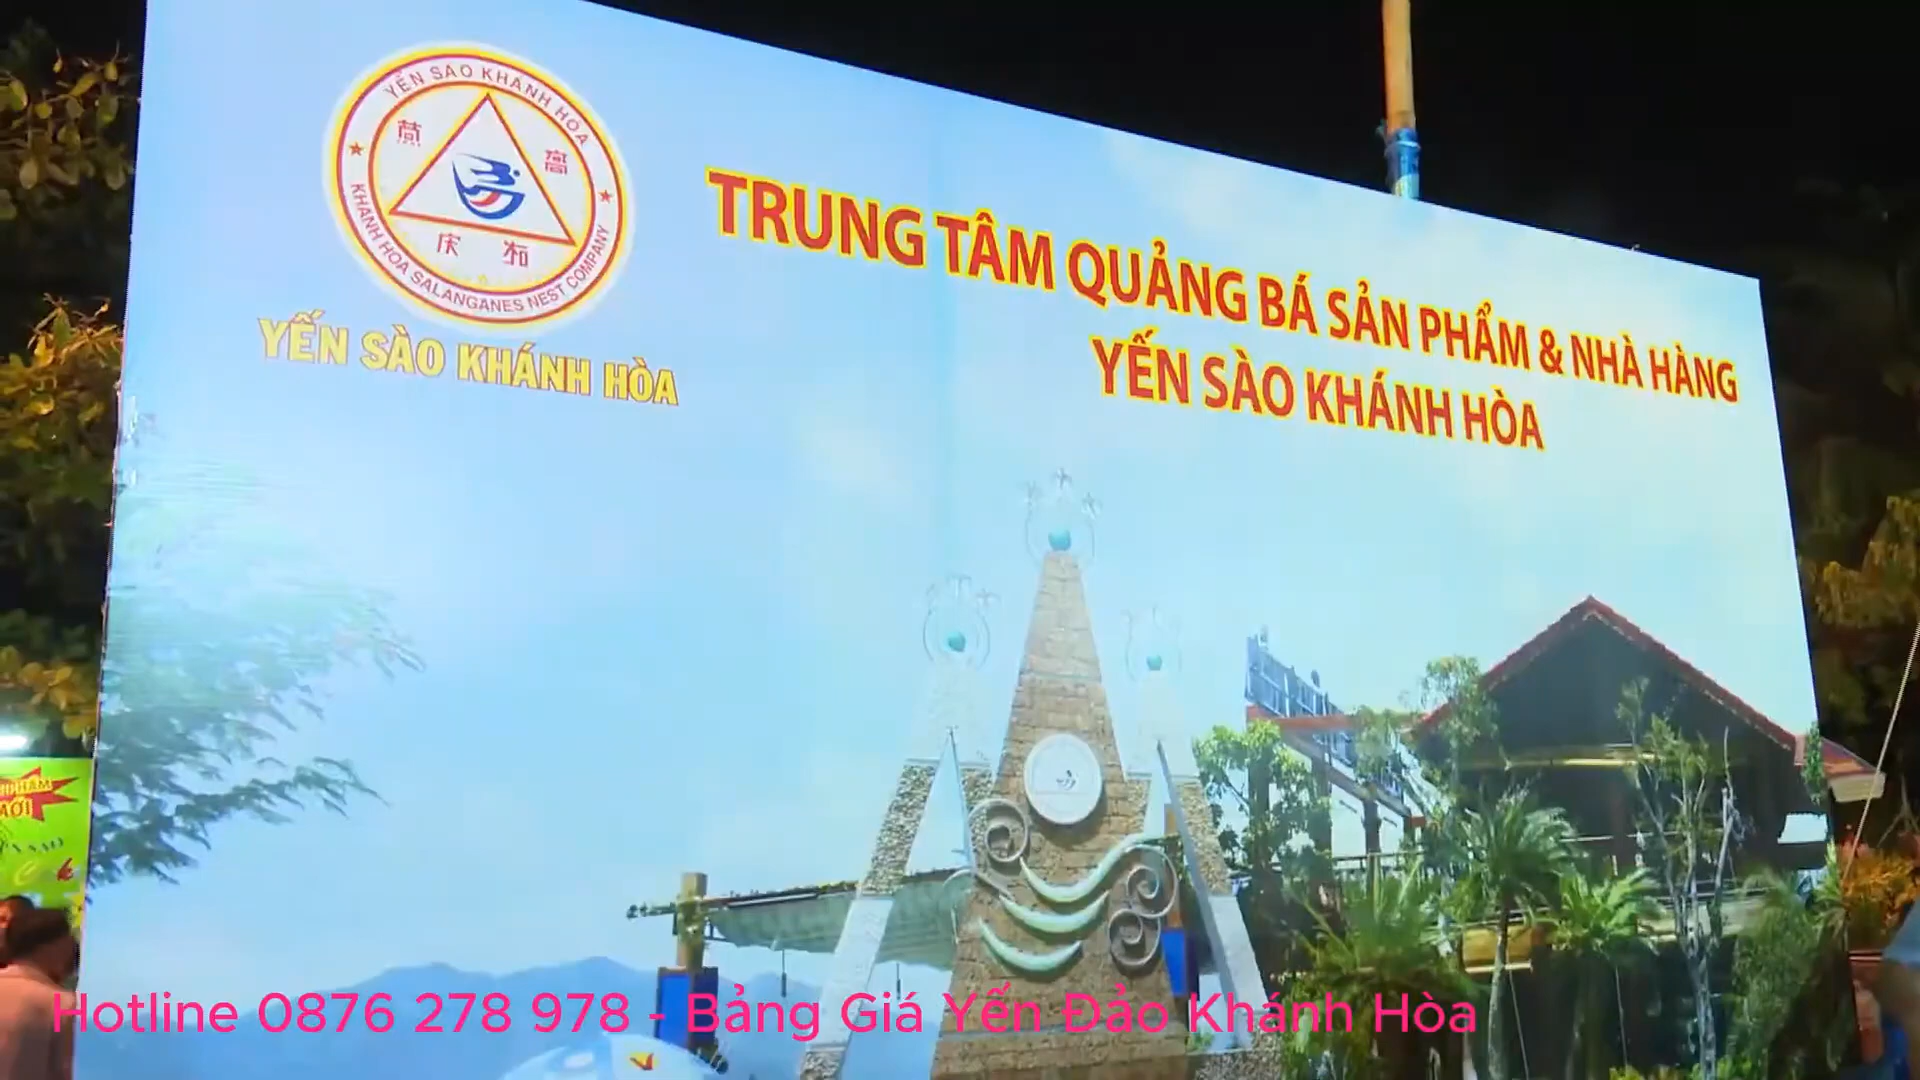 YẾN SÀO KHÁNH HÒA
KHANH HOA SALANGANES NEST COMPANY
YẾN SÀO KHÁNH HÒA
TRUNG TÂM QUẢNG BÁ SẢN PHẨM & NHÀ HÀNG
YẾN SÀO KHÁNH HÒA
Hotline 0876 278 978 - Bảng Giá Yến Đảo Khánh Hòa